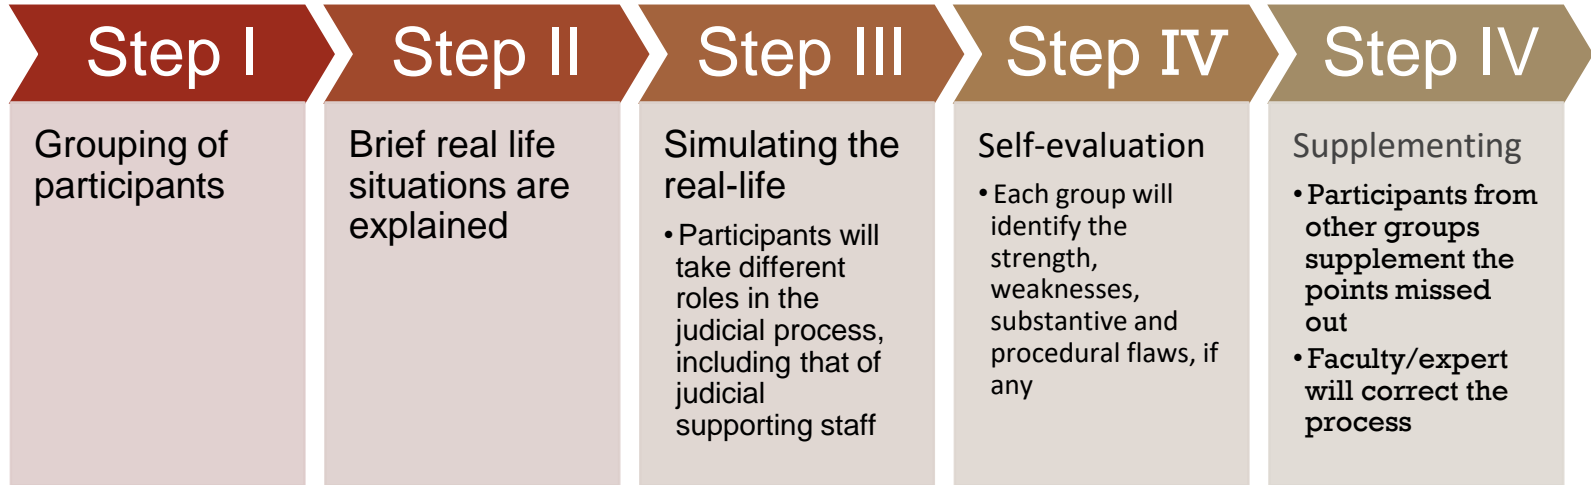 Step I
Grouping of
participants
Step II
Brief real life
situations are
explained
Step III
Simulating the
real-life
• Participants will
take different
roles in the
judicial process,
including that of
judicial
supporting staff
Step IV
Self-evaluation
• Each group will
identify the
strength,
weaknesses,
substantive and
procedural flaws, if
any
Step IV
Supplementing
• Participants from
other groups
supplement the
points missed
out
• Faculty/expert
will correct the
process